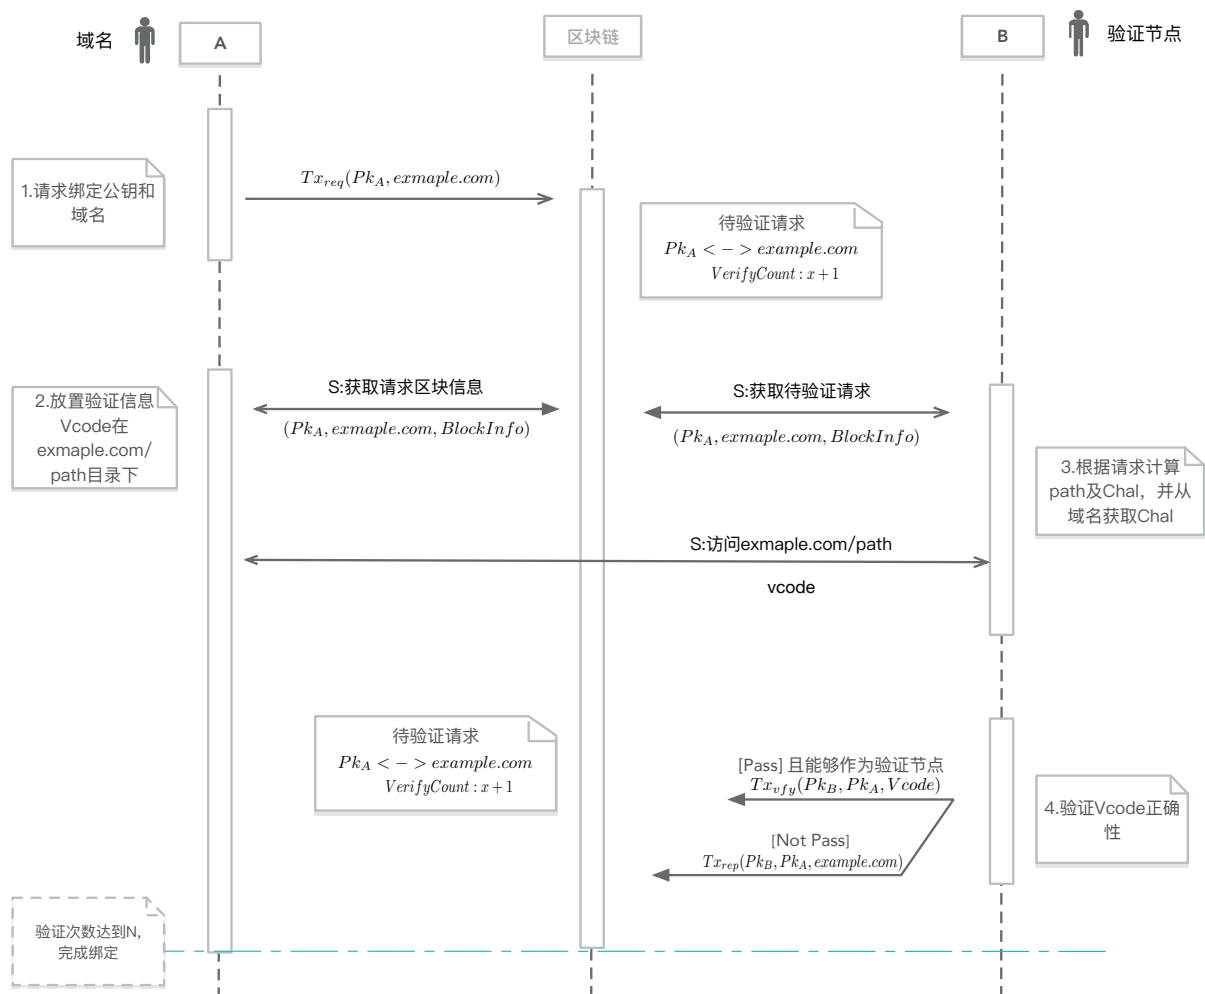 域名
A
区块链
B
验证节点
1.请求绑定公钥和
域名
Tx_{req}(Pk_A, exmaple.com)
待验证请求
Pk_A < - > example.com
VerifyCount : x + 1
2.放置验证信息
Vcode在
exmaple.com/
path目录下
S:获取请求区块信息
(Pk_A, exmaple.com, BlockInfo)
S:获取待验证请求
(Pk_A, exmaple.com, BlockInfo)
3.根据请求计算
path及Chal，并从
域名获取Chal
S:访问exmaple.com/path
vcode
待验证请求
Pk_A < - > example.com
VerifyCount : x + 1
[Pass] 且能够作为验证节点
Tx_{vfy}(Pk_B, Pk_A, Vcode)
[Not Pass]
Tx_{rep}(Pk_B, Pk_A, example.com)
4.验证Vcode正确
性
验证次数达到N,
完成绑定